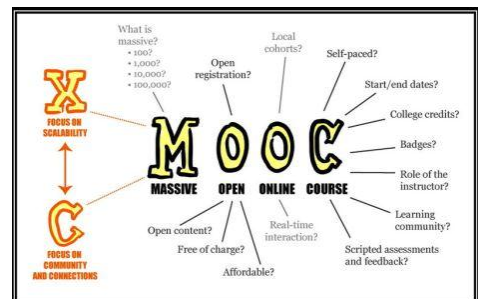 What is
massive?
• 100?
• 1,000?
• 10,000?
• 100,000?
Open
registration?
Local
cohorts?
Self-paced?
Start/end dates?
College credits?
Badges?
Role of the
instructor?
Learning
community?
Scripted assessments
and feedback?
X
FOCUS ON
SCALABILITY
C
FOCUS ON
COMMUNITY
AND CONNECTIONS
MOOC
MASSIVE OPEN ONLINE COURSE
Open content?
Free of charge?
Affordable?
Real-time
interaction?